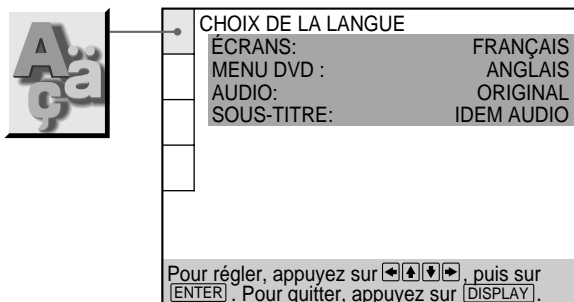 Aäç
CHOIX DE LA LANGUE
ÉCRANS: FRANÇAIS
MENU DVD : ANGLAIS
AUDIO: ORIGINAL
SOUS-TITRE: IDEM AUDIO
Pour régler, appuyez sur ←↑↓→, puis sur
ENTER . Pour quitter, appuyez sur DISPLAY .